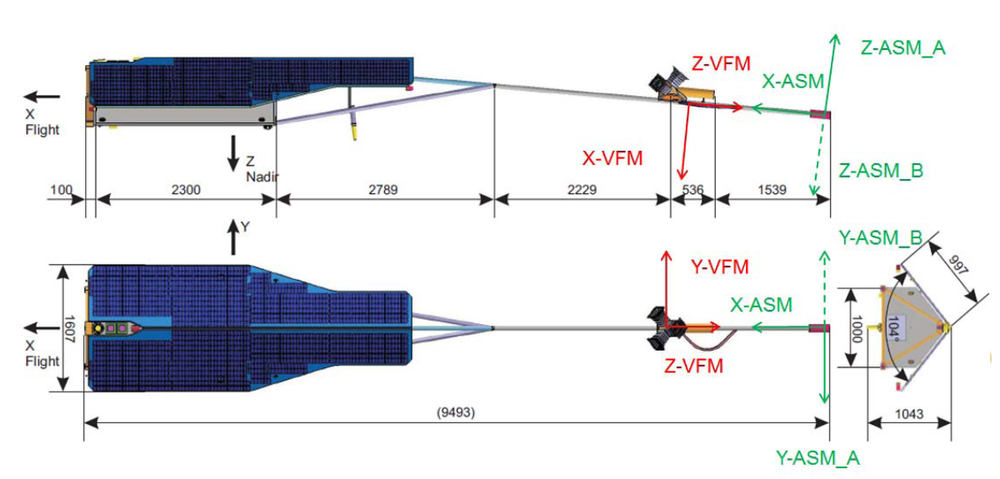 Z-ASM_A
Z-VFM
X-ASM
X
Flight
X-VFM
Z
Nadir
Z-ASM_B
100
2300
2789
2229
536
1539
Y
Y-ASM_B
Y-VFM
X-ASM
997
1607
1000
104°
X
Flight
Z-VFM
(9493)
1043
Y-ASM_A